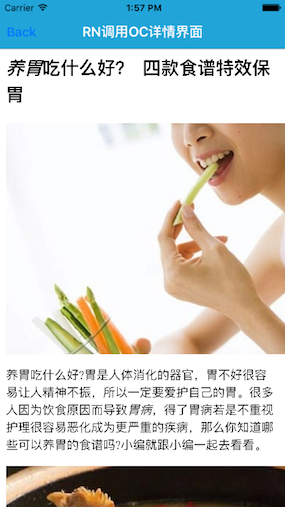 Carrier 1:57 PM
Back RN调用OC详情界面
养胃吃什么好？ 四款食谱特效保
胃
养胃吃什么好?胃是人体消化的器官，胃不好很容
易让人精神不振，所以一定要爱护自己的胃。很多
人因为饮食原因而导致胃病，得了胃病若是不重视
护理很容易恶化成为更严重的疾病，那么你知道哪
些可以养胃的食谱吗?小编就跟小编一起去看看。